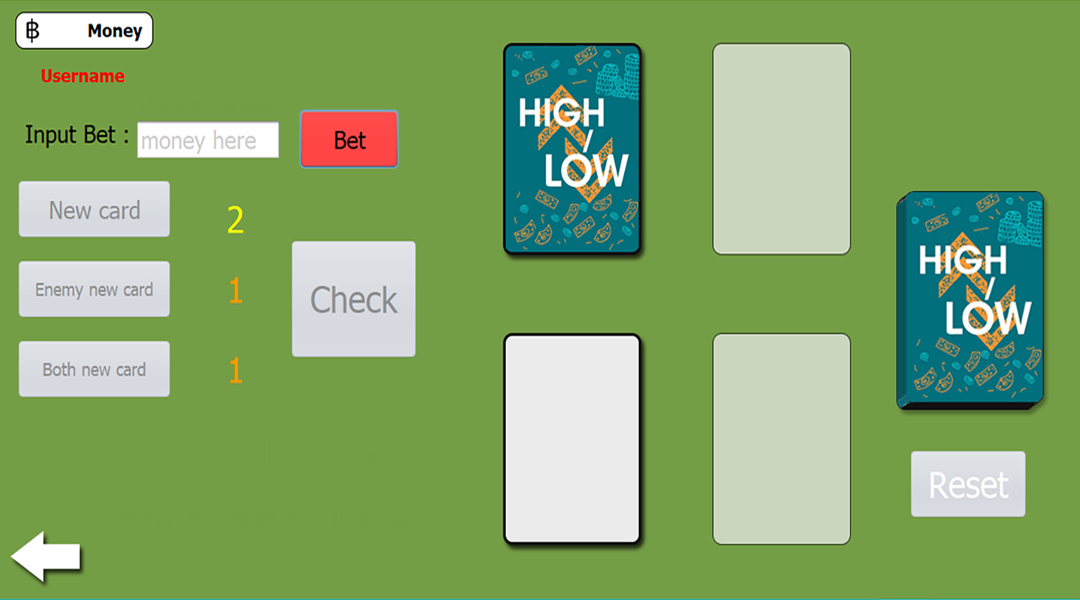 ฿ Money
Username
Input Bet : money here Bet
New card 2
Enemy new card 1
Both new card 1
Check
HIGH
/
LOW
HIGH
/
LOW
Reset